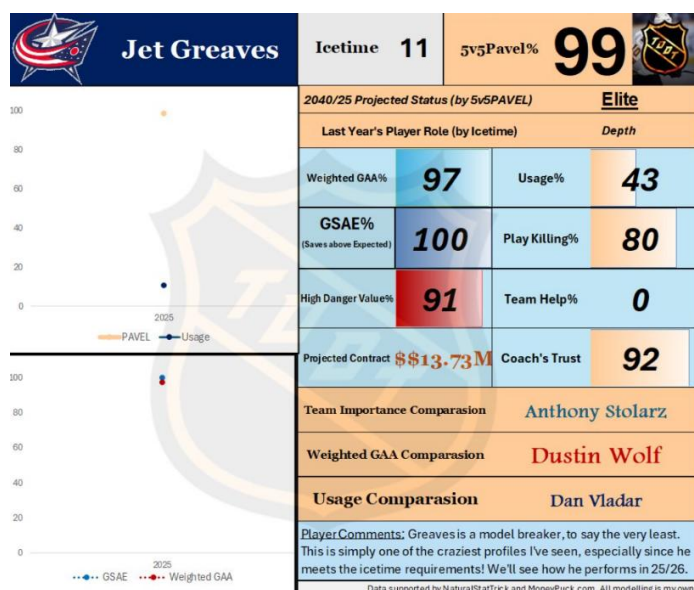 Jet Greaves
Icetime 11
5v5Pavel% 99
TUDT
2040/25 Projected Status (by 5v5PAVEL) Elite
Last Year's Player Role (by Icetime) Depth
Weighted GAA% 97
Usage% 43
GSAE%
(Saves above Expected)
100
Play Killing% 80
High Danger Value% 91
Team Help% 0
Projected Contract $$13.73M
Coach's Trust 92
Team Importance Comparasion Anthony Stolarz
Weighted GAA Comparasion Dustin Wolf
Usage Comparasion Dan Vladar
Player Comments: Greaves is a model breaker, to say the very least.
This is simply one of the craziest profiles I've seen, especially since he
meets the icetime requirements! We'll see how he performs in 25/26.
Data supported by NaturalStatTrick and MoneyPuck.com. All modelling is my own
100
80
60
40
20
0
2025
PAVEL Usage
100
80
60
40
20
0
2025
GSAE Weighted GAA